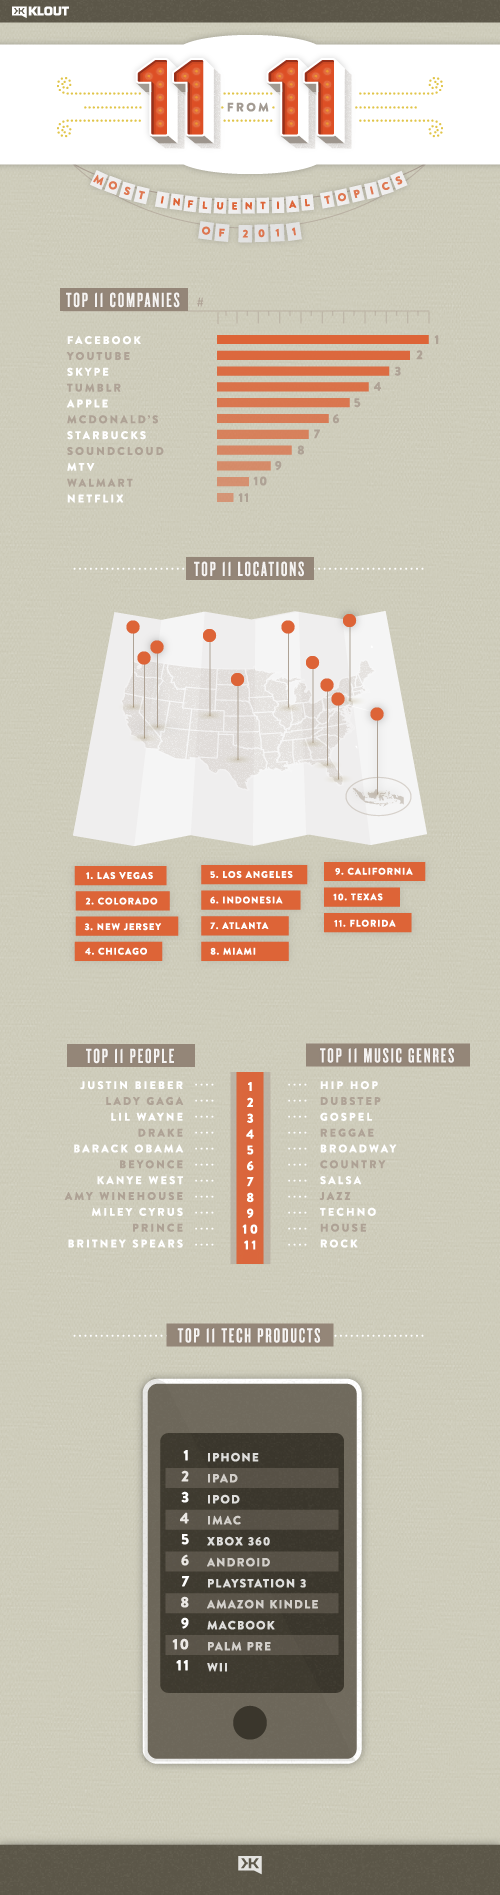 KLOUT
11 FROM 11
MOST INFLUENTIAL TOPICS
OF 2011
TOP 11 COMPANIES #
FACEBOOK 1
YOUTUBE 2
SKYPE 3
TUMBLR 4
APPLE 5
MCDONALD'S 6
STARBUCKS 7
SOUNDCLOUD 8
MTV 9
WALMART 10
NETFLIX 11
TOP 11 LOCATIONS
1. LAS VEGAS
2. COLORADO
3. NEW JERSEY
4. CHICAGO
5. LOS ANGELES
6. INDONESIA
7. ATLANTA
8. MIAMI
9. CALIFORNIA
10. TEXAS
11. FLORIDA
TOP 11 PEOPLE TOP 11 MUSIC GENRES
JUSTIN BIEBER 1 HIP HOP
LADY GAGA 2 DUBSTEP
LIL WAYNE 3 GOSPEL
DRAKE 4 REGGAE
BARACK OBAMA 5 BROADWAY
BEYONCE 6 COUNTRY
KANYE WEST 7 SALSA
AMY WINEHOUSE 8 JAZZ
MILEY CYRUS 9 TECHNO
PRINCE 10 HOUSE
BRITNEY SPEARS 11 ROCK
TOP 11 TECH PRODUCTS
1 IPHONE
2 IPAD
3 IPOD
4 IMAC
5 XBOX 360
6 ANDROID
7 PLAYSTATION 3
8 AMAZON KINDLE
9 MACBOOK
10 PALM PRE
11 WII